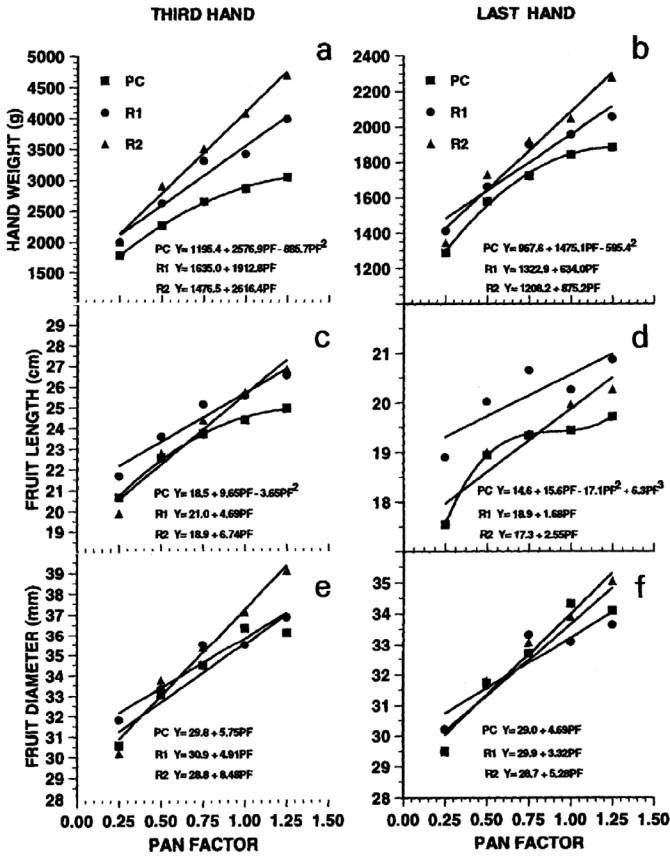 THIRD HAND
LAST HAND
a
5000
4500
4000
3500
3000
2500
2000
1500
1000
HAND WEIGHT (g)
PC
R1
R2
PC Y= 1195.4 + 2576.9PF - 885.7PF²
R1 Y= 1635.0 + 1912.8PF
R2 Y= 1476.5 + 2616.4PF
b
2400
2200
2000
1800
1600
1400
1200
PC
R1
R2
PC Y= 967.6 + 1475.1PF - 595.4²
R1 Y= 1322.9 + 634.0PF
R2 Y= 1208.2 + 875.2PF
c
29
28
27
26
25
24
23
22
21
20
19
FRUIT LENGTH (cm)
PC Y= 18.5 + 9.65PF - 3.65PF²
R1 Y= 21.0 + 4.69PF
R2 Y= 18.9 + 6.74PF
d
21
20
19
18
PC Y= 14.6 + 15.6PF - 17.1PF² + 6.3PF³
R1 Y= 18.9 + 1.68PF
R2 Y= 17.3 + 2.55PF
e
39
38
37
36
35
34
33
32
31
30
29
28
FRUIT DIAMETER (mm)
PC Y= 29.8 + 5.75PF
R1 Y= 30.9 + 4.91PF
R2 Y= 28.8 + 8.48PF
0.00 0.25 0.50 0.75 1.00 1.25 1.50
PAN FACTOR
f
35
34
33
32
31
30
29
28
PC Y= 29.0 + 4.69PF
R1 Y= 29.9 + 3.32PF
R2 Y= 28.7 + 5.28PF
0.00 0.25 0.50 0.75 1.00 1.25 1.50
PAN FACTOR